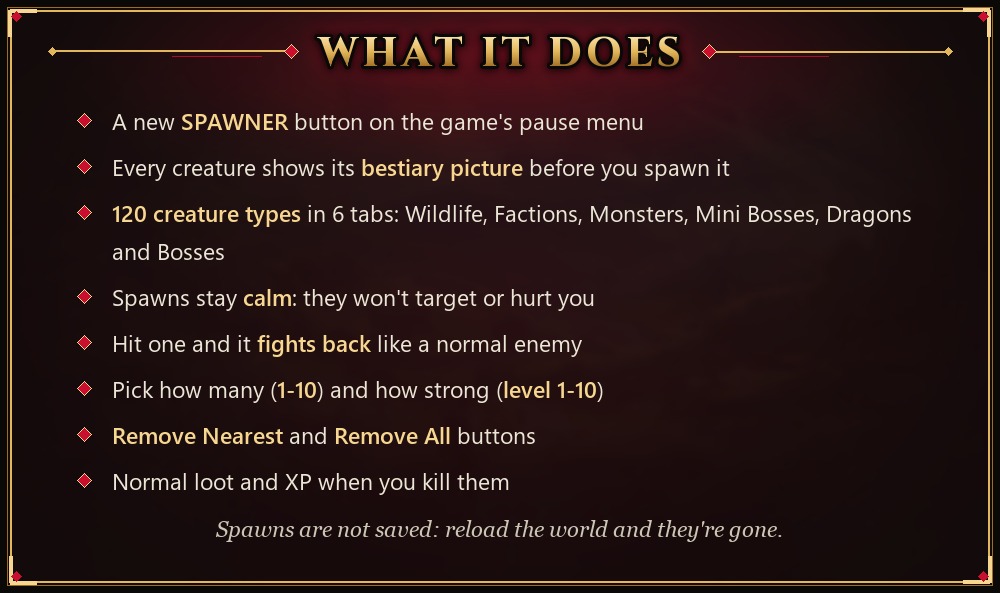 WHAT IT DOES
A new SPAWNER button on the game's pause menu
Every creature shows its bestiary picture before you spawn it
120 creature types in 6 tabs: Wildlife, Factions, Monsters, Mini Bosses, Dragons
and Bosses
Spawns stay calm: they won't target or hurt you
Hit one and it fights back like a normal enemy
Pick how many (1-10) and how strong (level 1-10)
Remove Nearest and Remove All buttons
Normal loot and XP when you kill them
Spawns are not saved: reload the world and they're gone.